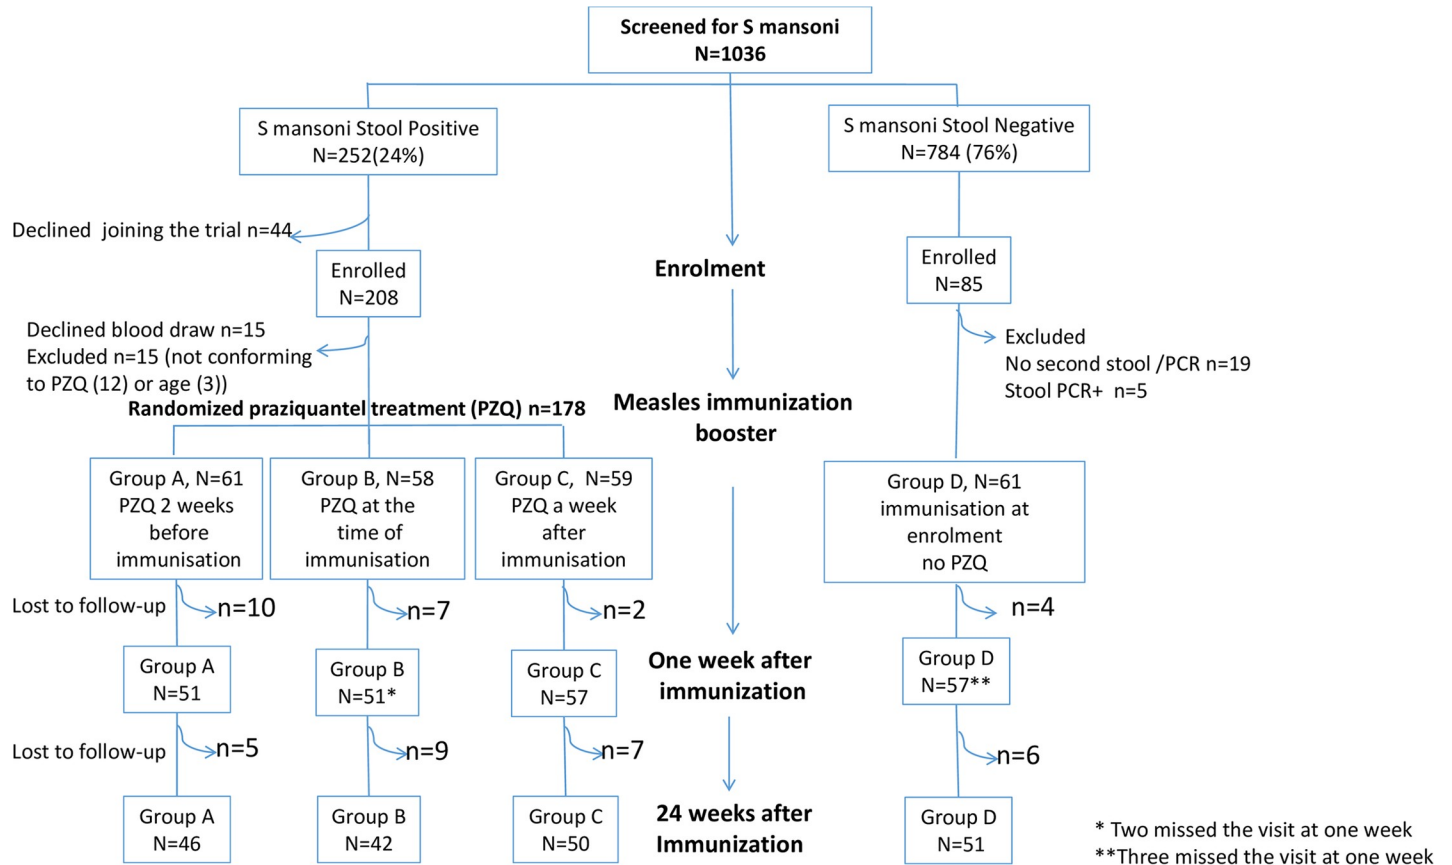 Screened for S mansoni
N=1036
S mansoni Stool Positive
N=252(24%)
S mansoni Stool Negative
N=784 (76%)
Declined joining the trial n=44
Enrolled
N=208
Enrolment
Enrolled
N=85
Declined blood draw n=15
Excluded n=15 (not conforming
to PZQ (12) or age (3))
Excluded
No second stool /PCR n=19
Stool PCR+ n=5
Randomized praziquantel treatment (PZQ) n=178
Measles immunization
booster
Group A, N=61
PZQ 2 weeks
before
immunisation
Group B, N=58
PZQ at the
time of
immunisation
Group C, N=59
PZQ a week
after
immunisation
Group D, N=61
immunisation at
enrolment
no PZQ
Lost to follow-up
n=10
n=7
n=2
n=4
Group A
N=51
Group B
N=51*
Group C
N=57
One week after
immunization
Group D
N=57**
Lost to follow-up
n=5
n=9
n=7
n=6
Group A
N=46
Group B
N=42
Group C
N=50
24 weeks after
Immunization
Group D
N=51
* Two missed the visit at one week
**Three missed the visit at one week